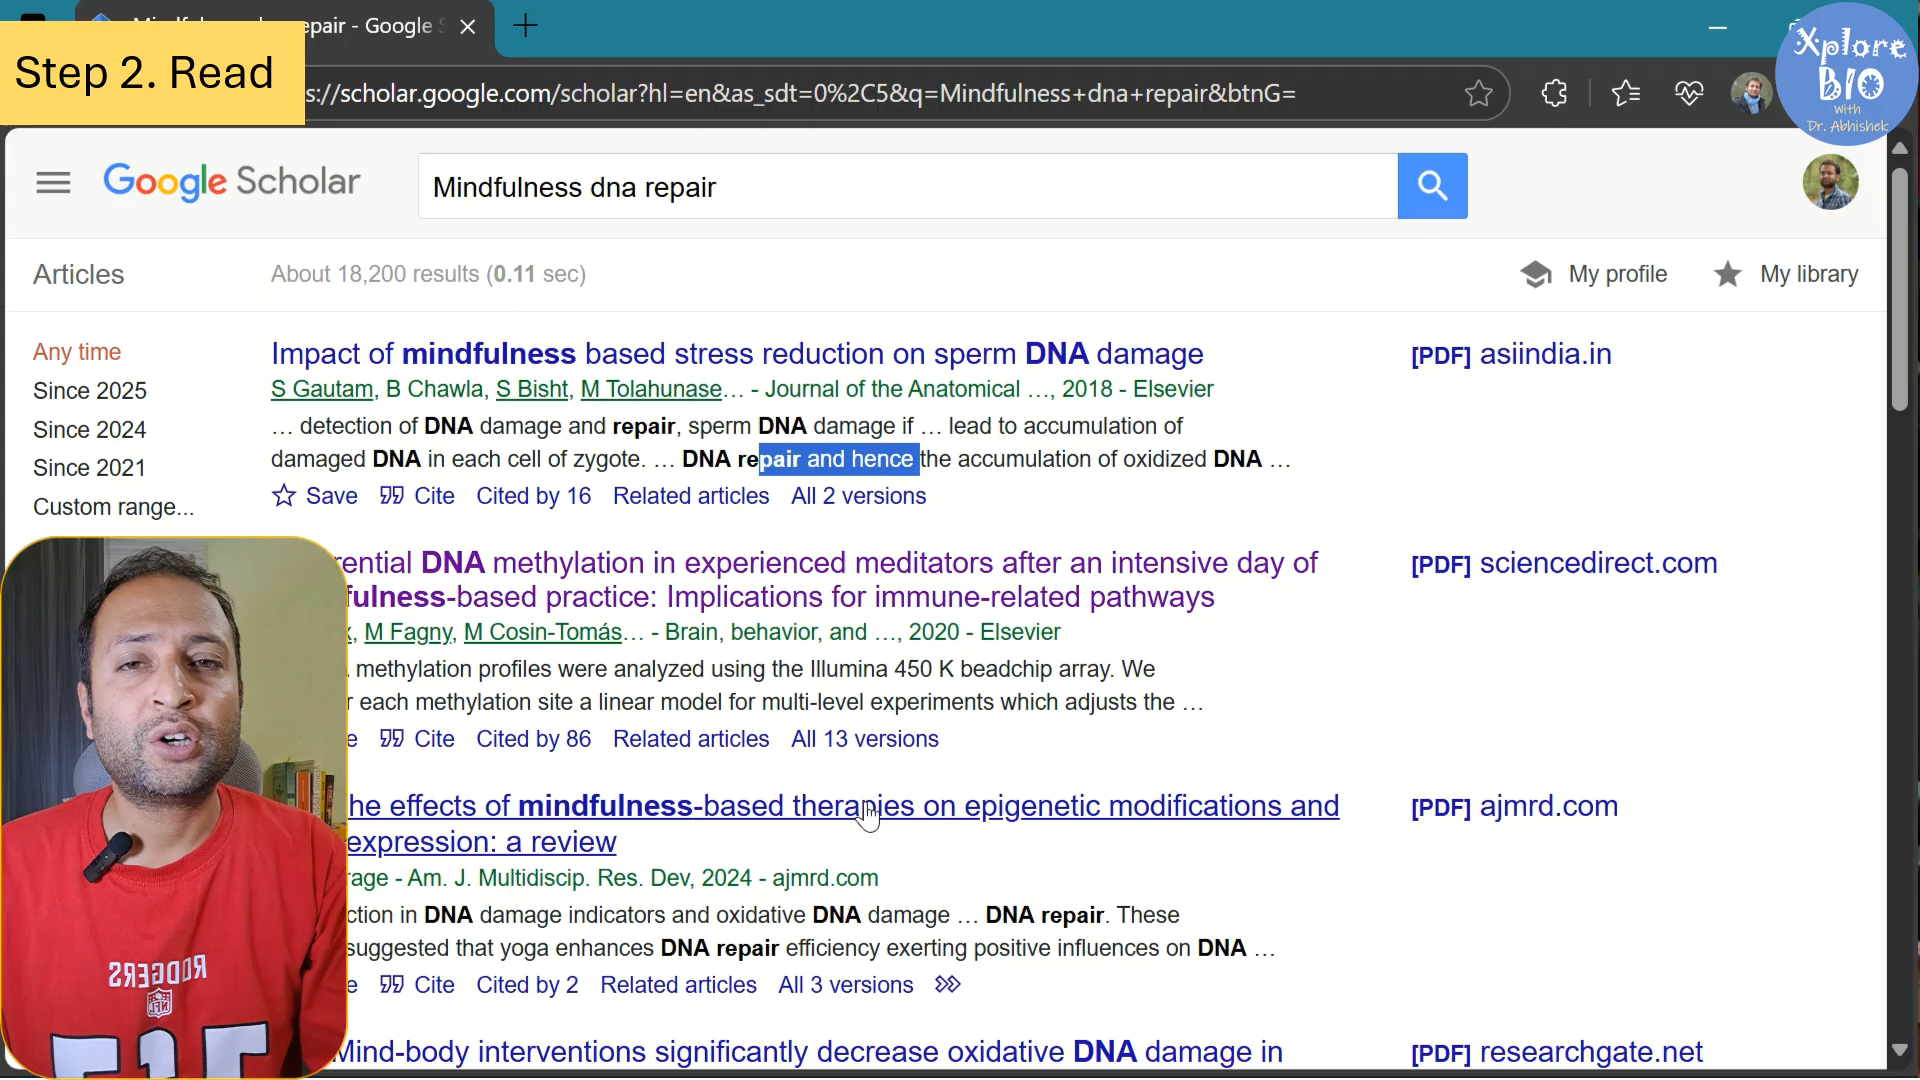 epair - Google
Step 2. Read
s://scholar.google.com/scholar?hl=en&as_sdt=0%2C5&q=Mindfulness+dna+repair&btnG=
Xplore
BIO
With
Dr. Abhishek
Google Scholar
Mindfulness dna repair
Articles
About 18,200 results (0.11 sec)
My profile
My library
Any time
Since 2025
Since 2024
Since 2021
Custom range...
Impact of mindfulness based stress reduction on sperm DNA damage
[PDF] asiindia.in
S Gautam, B Chawla, S Bisht, M Tolahunase… - Journal of the Anatomical …, 2018 - Elsevier
… detection of DNA damage and repair, sperm DNA damage if … lead to accumulation of
damaged DNA in each cell of zygote. … DNA repair and hence the accumulation of oxidized DNA …
Save Cite Cited by 16 Related articles All 2 versions
rential DNA methylation in experienced meditators after an intensive day of
[PDF] sciencedirect.com
fulness-based practice: Implications for immune-related pathways
, M Fagny, M Cosin-Tomás… - Brain, behavior, and …, 2020 - Elsevier
methylation profiles were analyzed using the Illumina 450 K beadchip array. We
r each methylation site a linear model for multi-level experiments which adjusts the …
e Cite Cited by 86 Related articles All 13 versions
he effects of mindfulness-based therapies on epigenetic modifications and
[PDF] ajmrd.com
expression: a review
rage - Am. J. Multidiscip. Res. Dev, 2024 - ajmrd.com
ction in DNA damage indicators and oxidative DNA damage … DNA repair. These
suggested that yoga enhances DNA repair efficiency exerting positive influences on DNA …
e Cite Cited by 2 Related articles All 3 versions
Mind-body interventions significantly decrease oxidative DNA damage in
[PDF] researchgate.net
RODGERS
NFL